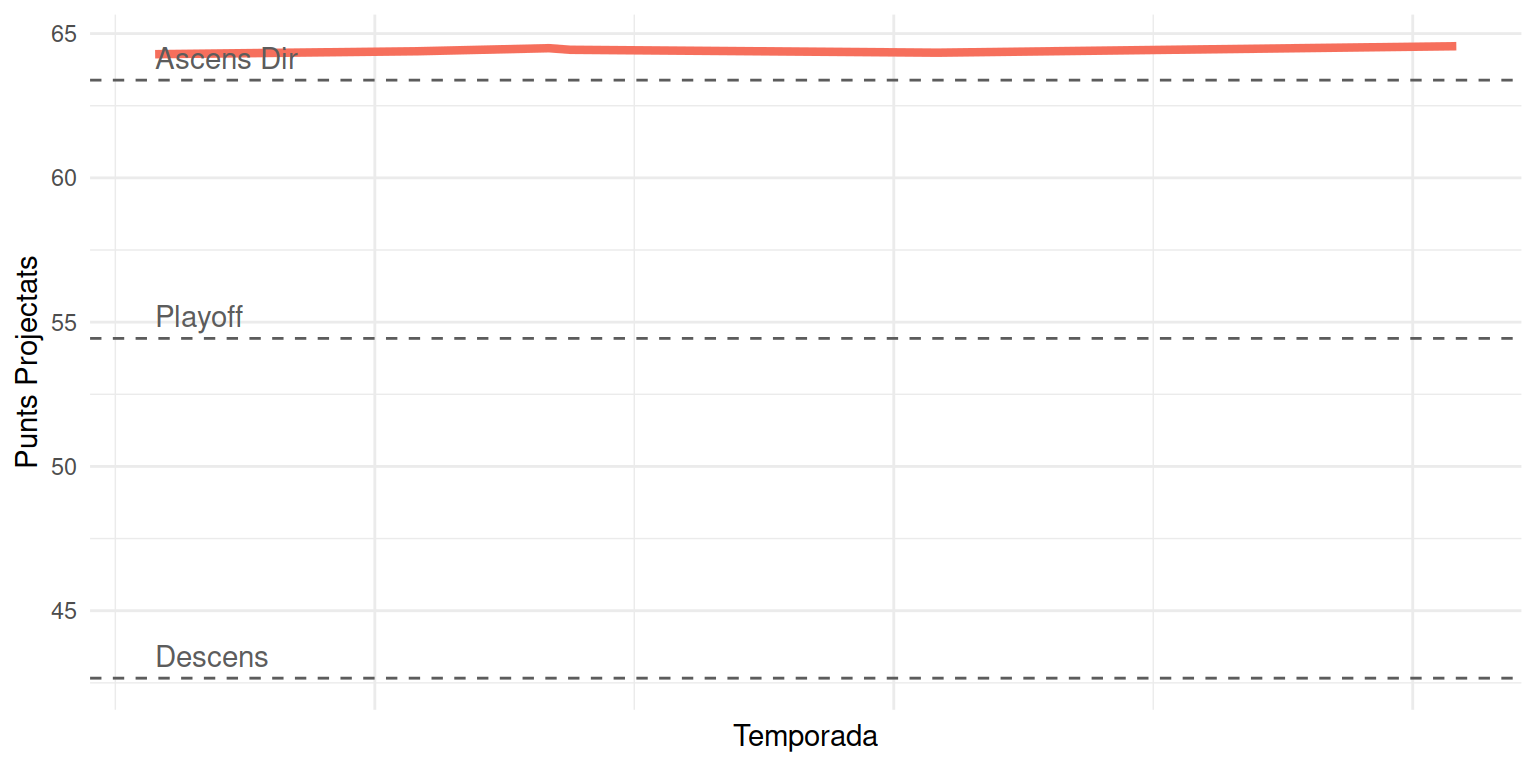 65
Ascens Dir
60
Playoff
55
50
45
Descens
Punts Projectats
Temporada